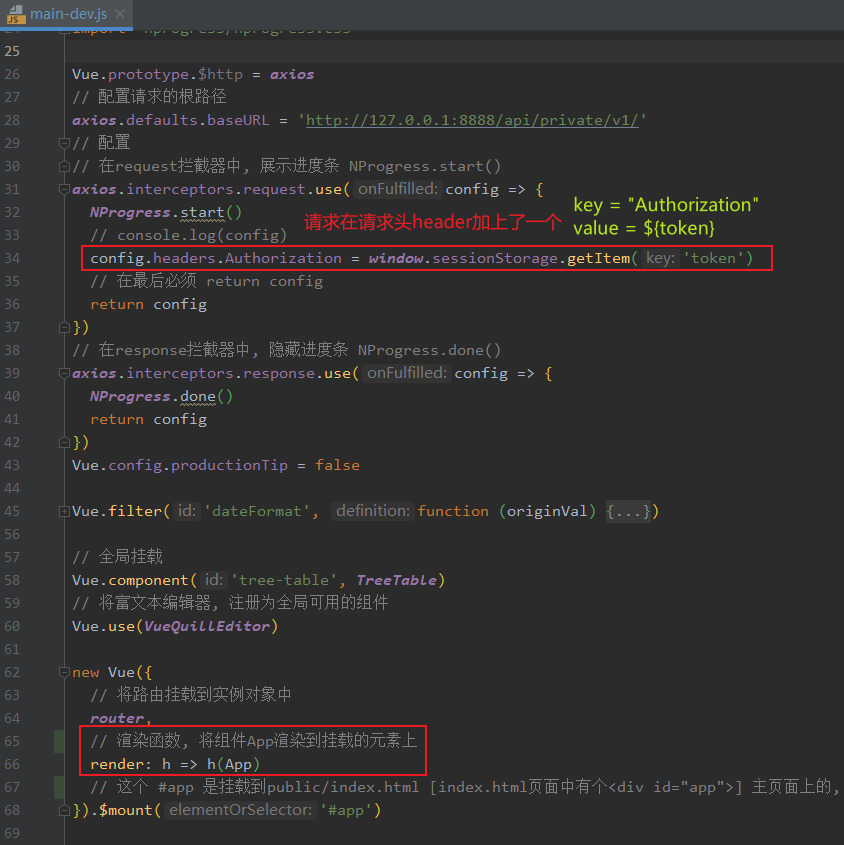 main-dev.js
25
26 Vue.prototype.$http = axios
27 // 配置请求的根路径
28 axios.defaults.baseURL = 'http://127.0.0.1:8888/api/private/v1/'
29 // 配置
30 // 在request拦截器中, 展示进度条 NProgress.start()
31 axios.interceptors.request.use( onFulfilled: config => {
key = "Authorization"
32 NProgress.start()
请求在请求头header加上了一个
value = ${token}
33 // console.log(config)
34 config.headers.Authorization = window.sessionStorage.getItem( key: 'token')
35 // 在最后必须 return config
36 return config
37 })
38 // 在response拦截器中, 隐藏进度条 NProgress.done()
39 axios.interceptors.response.use( onFulfilled: config => {
40 NProgress.done()
41 return config
42 })
43 Vue.config.productionTip = false
44
45 Vue.filter( id: 'dateFormat', definition: function (originVal) {...})
56
57 // 全局挂载
58 Vue.component( id: 'tree-table', TreeTable)
59 // 将富文本编辑器, 注册为全局可用的组件
60 Vue.use(VueQuillEditor)
61
62 new Vue({
63 // 将路由挂载到实例对象中
64 router,
65 // 渲染函数, 将组件App渲染到挂载的元素上
66 render: h => h(App)
67 // 这个 #app 是挂载到public/index.html [index.html页面中有个<div id="app">] 主页面上的,
68 }).$mount( elementOrSelector: '#app')
69